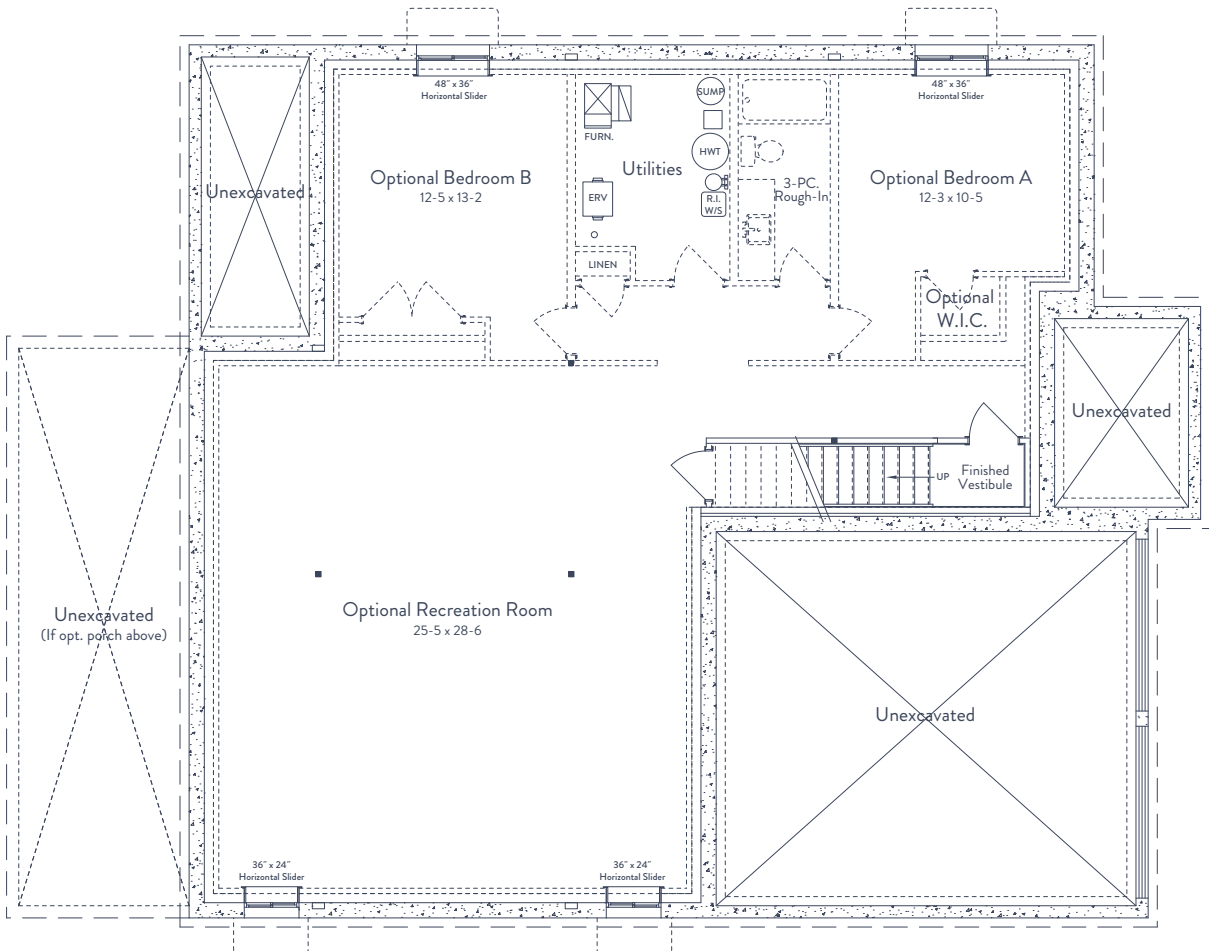 48" x 36"
Horizontal Slider
48" x 36"
Horizontal Slider
SUMP
FURN.
HWT
Utilities
Optional Bedroom B
12-5 x 13-2
Optional Bedroom A
12-3 x 10-5
3-PC.
Rough-In
Unexcavated
ERV
R.I.
W/S
LINEN
Optional
W.I.C.
Unexcavated
UP
Finished
Vestibule
Optional Recreation Room
25-5 x 28-6
Unexcavated
(If opt. porch above)
Unexcavated
36" x 24"
Horizontal Slider
36" x 24"
Horizontal Slider